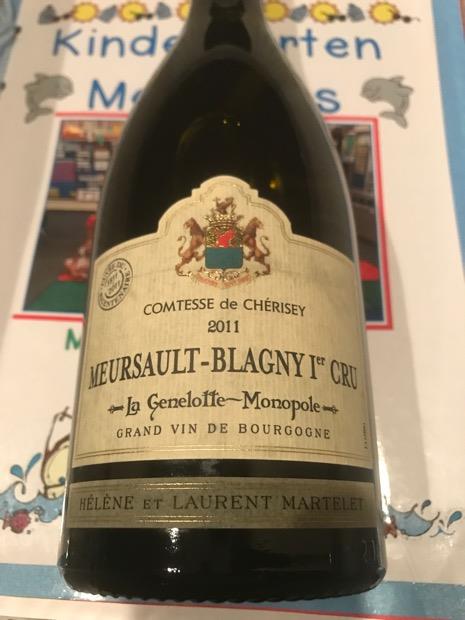 Kinde rten
M s
COMTESSE de CHÉRISEY
2011
MEURSAULT-BLAGNY 1er CRU
La Genelotte-Monopole
GRAND VIN DE BOURGOGNE
HÉLÈNE ET LAURENT MARTELET